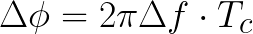 Δϕ = 2πΔf · T_c